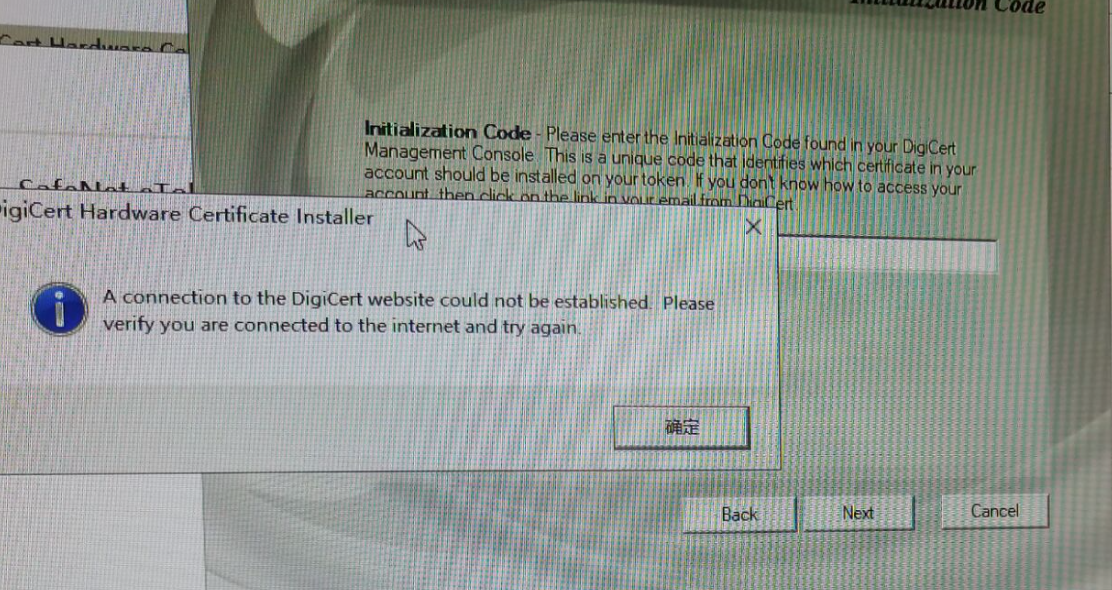 Initialization Code
Cert Hardware Ce
Initialization Code - Please enter the Initialization Code found in your DigiCert
Management Console. This is a unique code that identifies which certificate in your
account should be installed on your token. If you don't know how to access your
account, then click on the link in your email from DigiCert
SafeNet eTo
igiCert Hardware Certificate Installer
A connection to the DigiCert website could not be established. Please
verify you are connected to the internet and try again.
确定
Back
Next
Cancel